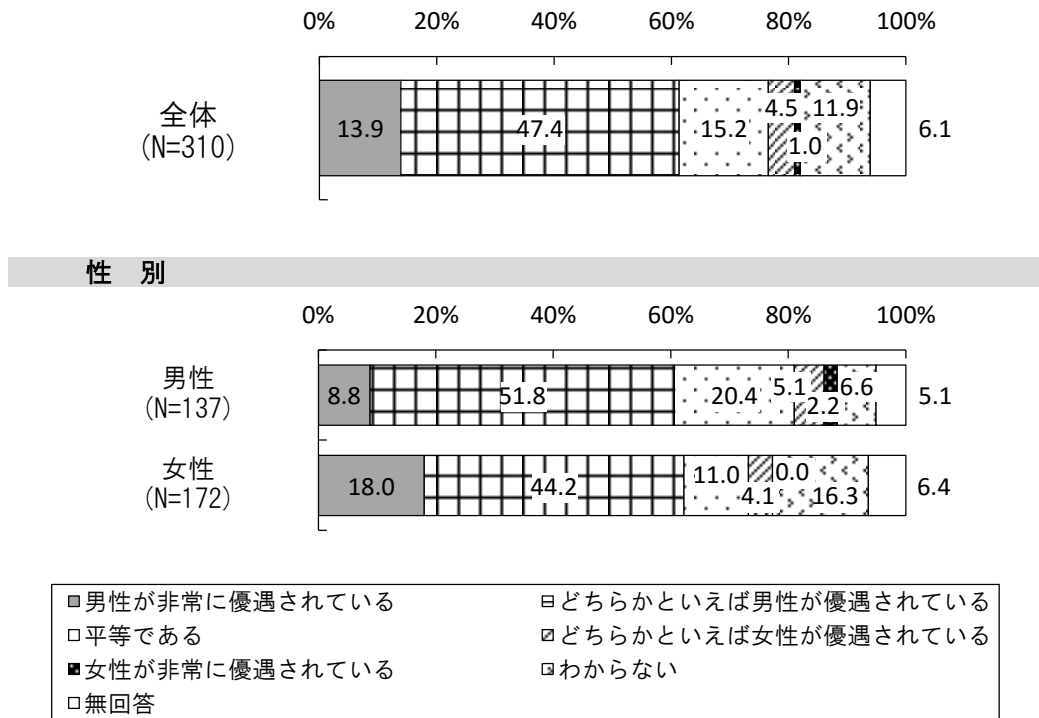 0% 20% 40% 60% 80% 100%
全体
(N=310)
13.9 47.4 15.2 4.5 1.0 11.9 6.1
性 別
0% 20% 40% 60% 80% 100%
男性
(N=137)
8.8 51.8 20.4 5.1 2.2 6.6 5.1
女性
(N=172)
18.0 44.2 11.0 4.1 0.0 16.3 6.4
男性が非常に優遇されている どちらかといえば男性が優遇されている
平等である どちらかといえば女性が優遇されている
女性が非常に優遇されている わからない
無回答